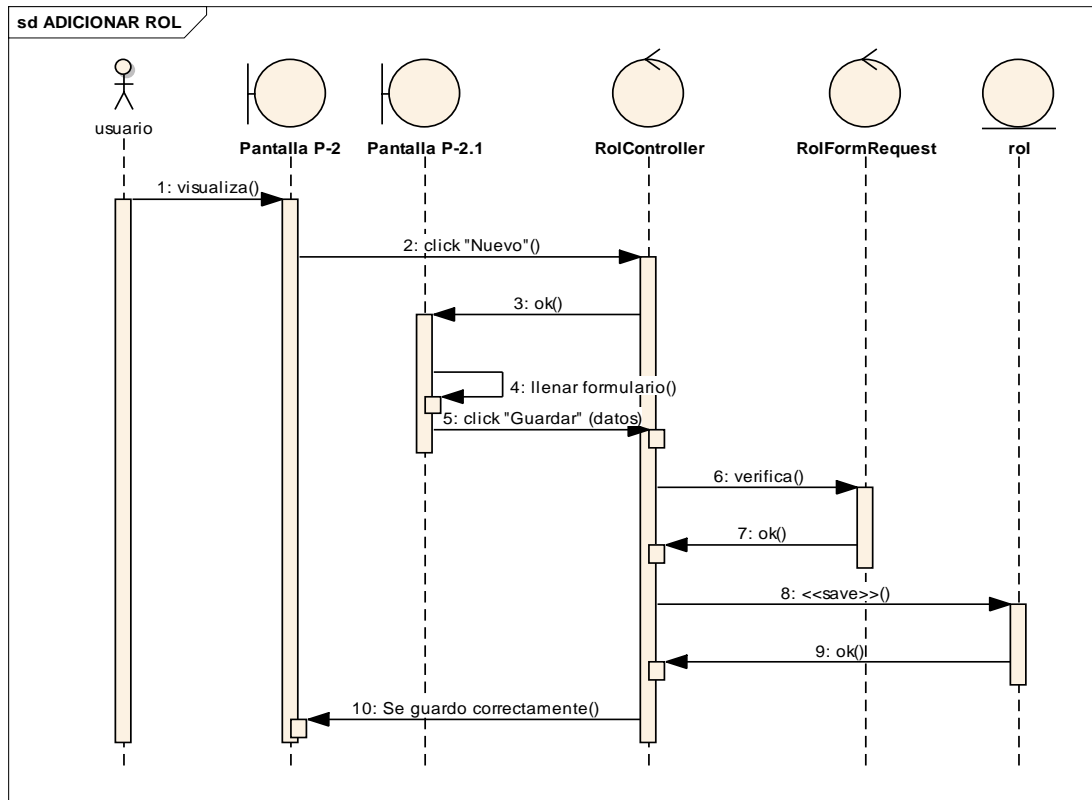 sd ADICIONAR ROL
usuario
Pantalla P-2
Pantalla P-2.1
RolController
RolFormRequest
rol
1: visualiza()
2: click "Nuevo"()
3: ok()
4: llenar formulario()
5: click "Guardar" (datos)
6: verifica()
7: ok()
8: <<save>>()
9: ok()
10: Se guardo correctamente()